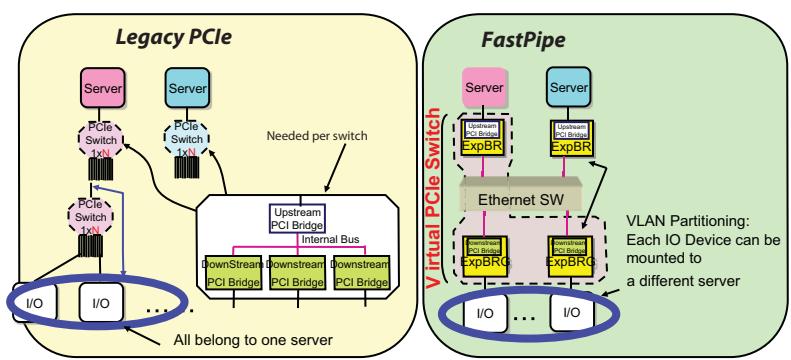 Legacy PCIe
Server
Server
PCIe
Switch
1xN
PCIe
Switch
1xN
Needed per switch
PCIe
Switch
1xN
Upstream
PCI Bridge
Internal Bus
DownStream
PCI Bridge
Downstream
PCI Bridge
Downstream
PCI Bridge
I/O
I/O
... .
All belong to one server
FastPipe
Server
Server
Virtual PCIe Switch
Upstream
PCI Bridge
ExpBR
Upstream
PCI Bridge
ExpBR
Ethernet SW
Downstream
PCI Bridge
ExpBRG
Downstream
PCI Bridge
ExpBRG
VLAN Partitioning:
Each IO Device can be
mounted to
a different server
I/O
...
I/O